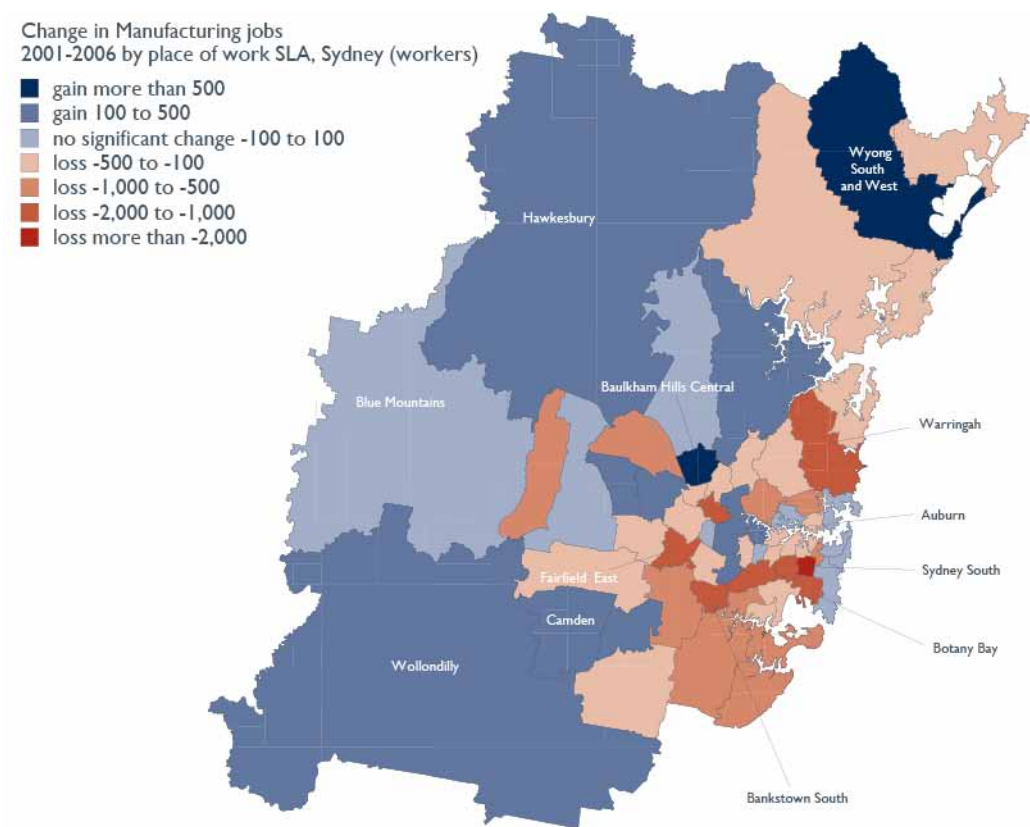 Change in Manufacturing jobs
2001-2006 by place of work SLA, Sydney (workers)
gain more than 500
gain 100 to 500
no significant change -100 to 100
loss -500 to -100
loss -1,000 to -500
loss -2,000 to -1,000
loss more than -2,000
Wyong
South
and West
Hawkesbury
Baulkham Hills Central
Blue Mountains
Warringah
Auburn
Sydney South
Fairfield East
Camden
Botany Bay
Wollondilly
Bankstown South